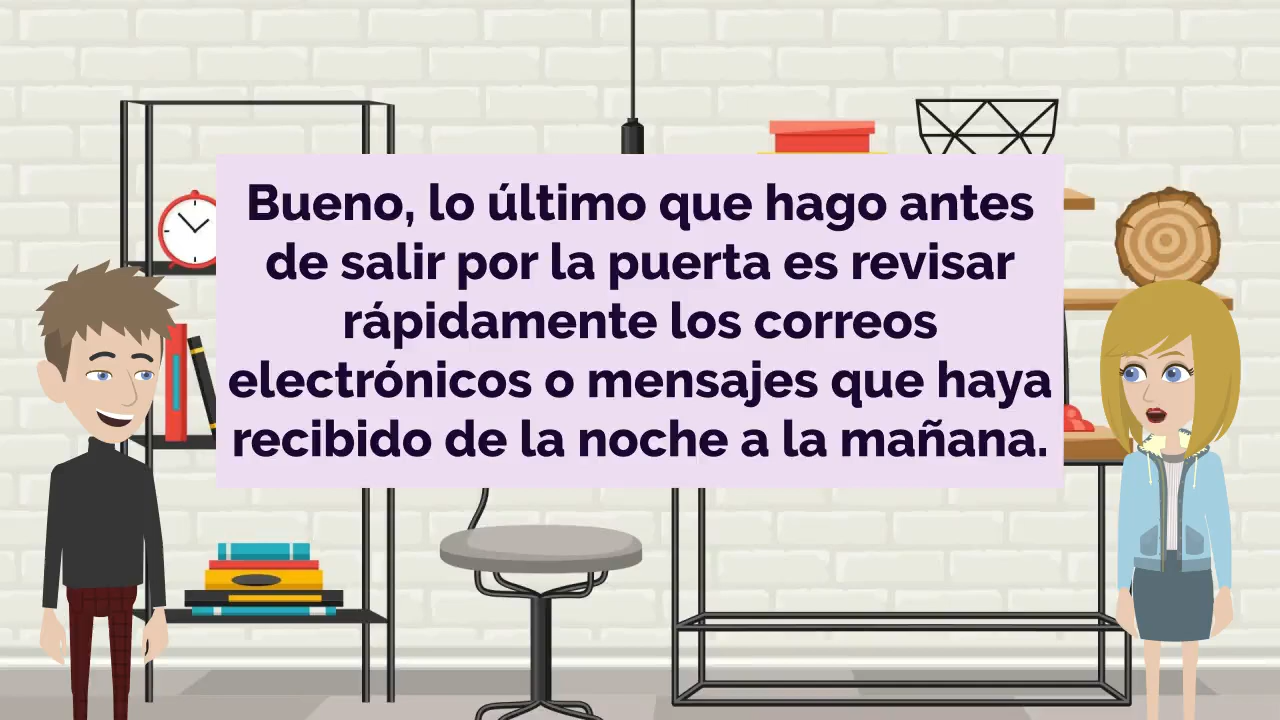 Bueno, lo último que hago antes
de salir por la puerta es revisar
rápidamente los correos
electrónicos o mensajes que haya
recibido de la noche a la mañana.